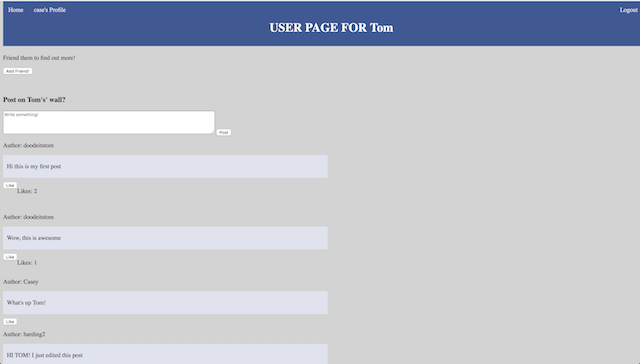 Home case's Profile Logout
USER PAGE FOR Tom
Friend them to find out more!
Add Friend!
Post on Tom's' wall?
Write something!
Post
Author: doodeitstom
Hi this is my first post
Like
Likes: 2
Author: doodeitstom
Wow, this is awesome
Like
Likes: 1
Author: Casey
What's up Tom!
Like
Author: harding2
HI TOM! I just edited this post